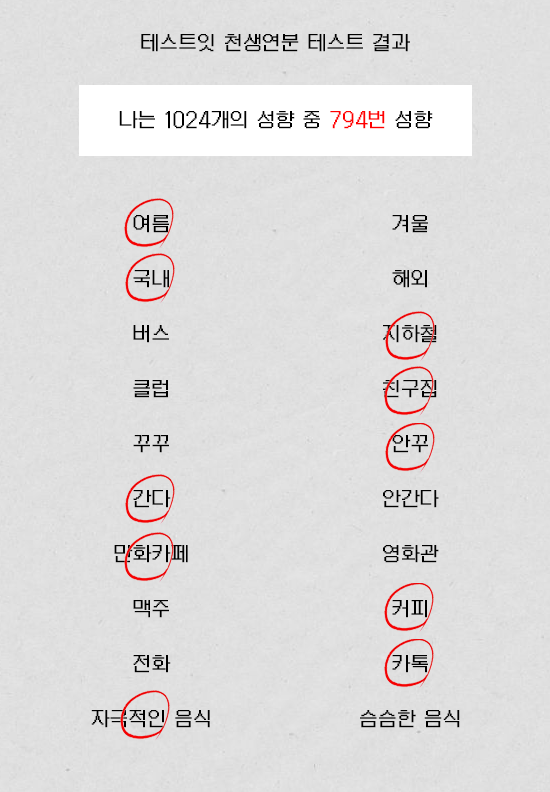 테스트잇 천생연분 테스트 결과
나는 1024개의 성향 중 794번 성향
여름 겨울
국내 해외
버스 지하철
클럽 친구집
꾸꾸 안꾸
간다 안간다
만화카페 영화관
맥주 커피
전화 카톡
자극적인 음식 슴슴한 음식